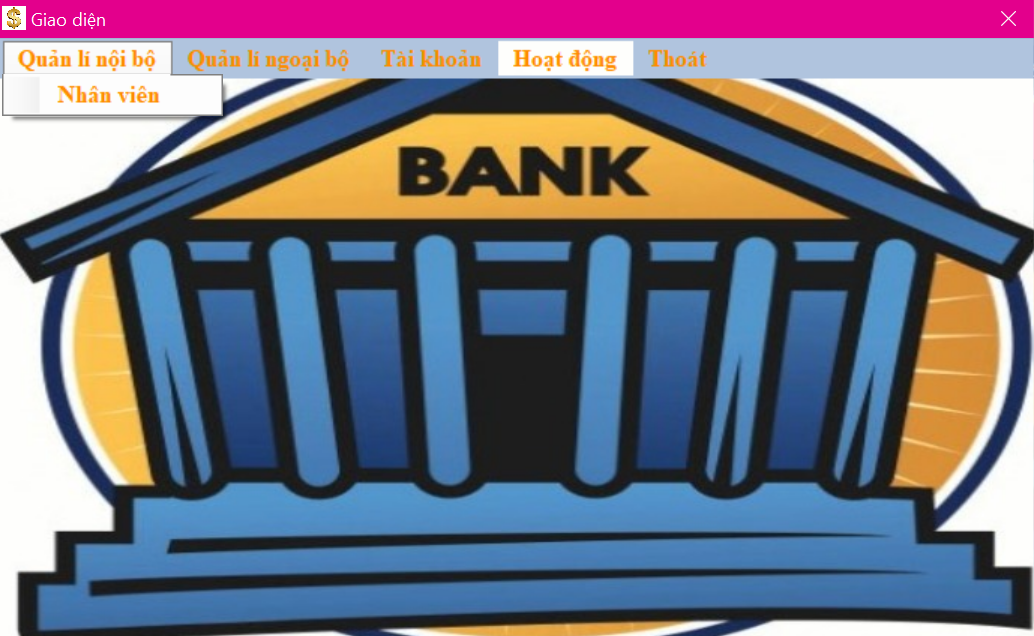 Giao diện
Quản lí nội bộ Quản lí ngoại bộ Tài khoản Hoạt động Thoát
Nhân viên
BANK